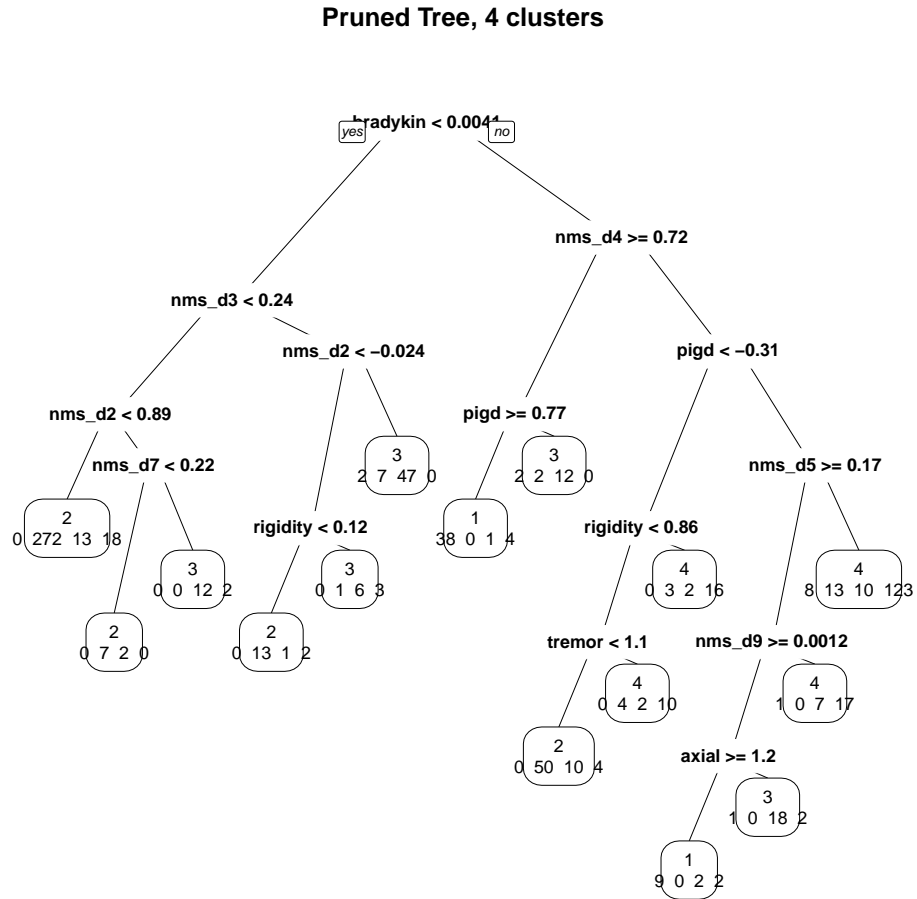 Pruned Tree, 4 clusters
bradykin < 0.0041
yes
no
nms_d4 >= 0.72
nms_d3 < 0.24
nms_d2 < −0.024
pigd < −0.31
nms_d2 < 0.89
pigd >= 0.77
nms_d7 < 0.22
3
2 7 47 0
3
2 2 12 0
nms_d5 >= 0.17
2
0 272 13 18
rigidity < 0.12
1
38 0 1 4
rigidity < 0.86
3
0 0 12 2
3
0 1 6 3
4
0 3 2 16
4
8 13 10 123
2
0 7 2 0
2
0 13 1 2
tremor < 1.1
nms_d9 >= 0.0012
4
0 4 2 10
4
1 0 7 17
2
0 50 10 4
axial >= 1.2
3
1 0 18 2
1
9 0 2 2